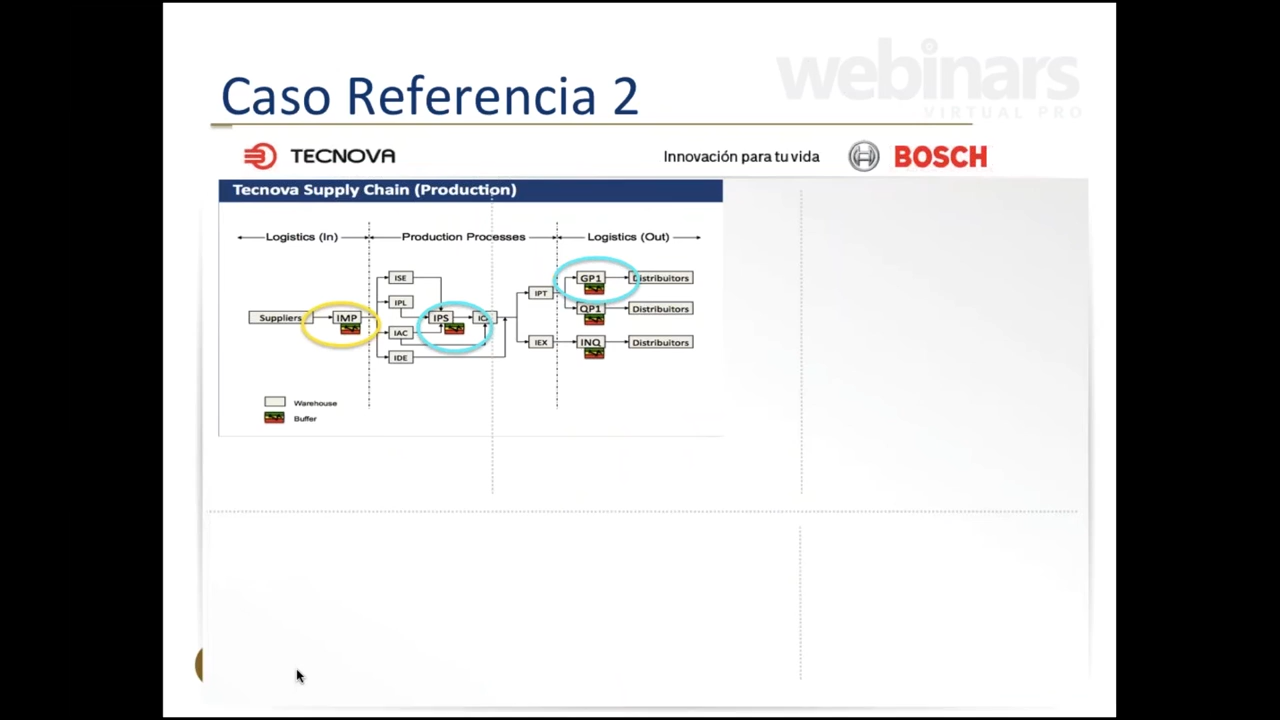 webinars
VIRTUAL PRO
Caso Referencia 2
TECNOVA
Innovación para tu vida
BOSCH
Tecnova Supply Chain (Production)
Logistics (In)
Production Processes
Logistics (Out)
ISE
GP1
Distribuitors
IPT
IPL
QP1
Distribuitors
Suppliers
IMP
IPS
IAC
IEX
INQ
Distribuitors
IDE
Warehouse
Buffer